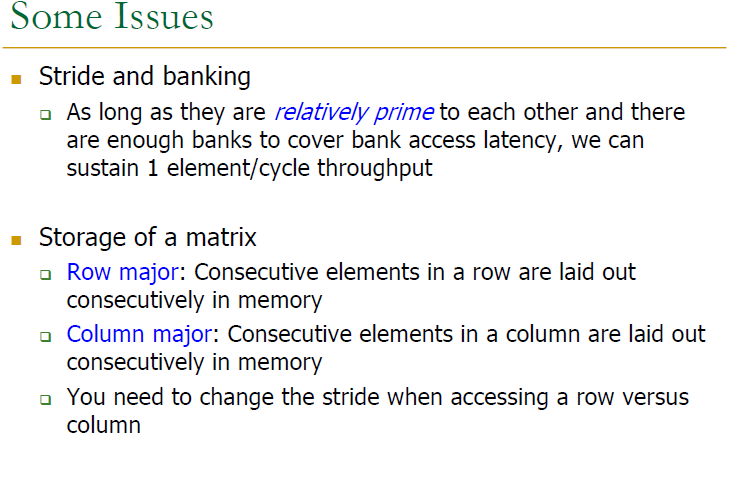 Some Issues
Stride and banking
As long as they are relatively prime to each other and there
are enough banks to cover bank access latency, we can
sustain 1 element/cycle throughput
Storage of a matrix
Row major: Consecutive elements in a row are laid out
consecutively in memory
Column major: Consecutive elements in a column are laid out
consecutively in memory
You need to change the stride when accessing a row versus
column